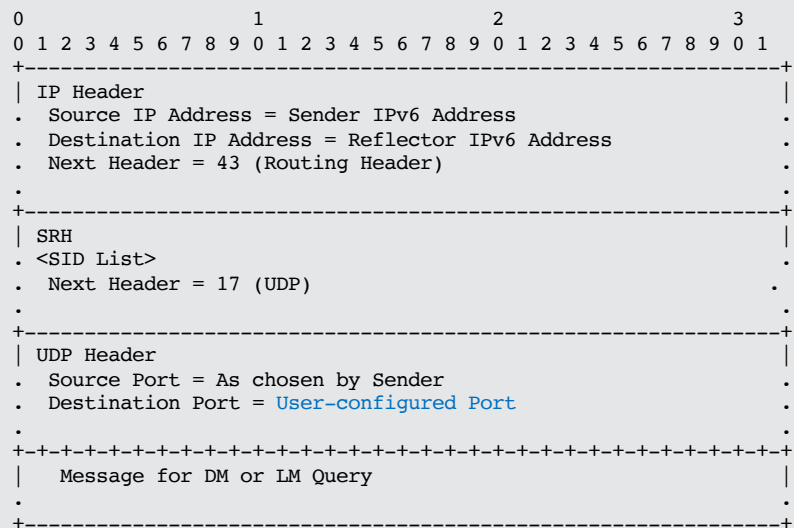 0                   1                   2                   3
0 1 2 3 4 5 6 7 8 9 0 1 2 3 4 5 6 7 8 9 0 1 2 3 4 5 6 7 8 9 0 1
+---------------------------------------------------------------+
| IP Header                                                     |
.  Source IP Address = Sender IPv6 Address                      .
.  Destination IP Address = Reflector IPv6 Address              .
.  Next Header = 43 (Routing Header)                            .
.                                                               .
+---------------------------------------------------------------+
| SRH                                                           |
. <SID List>                                                    .
.  Next Header = 17 (UDP)                                      .
.                                                               .
+---------------------------------------------------------------+
| UDP Header                                                    |
.  Source Port = As chosen by Sender                            .
.  Destination Port = User-configured Port                      .
.                                                               .
+-+-+-+-+-+-+-+-+-+-+-+-+-+-+-+-+-+-+-+-+-+-+-+-+-+-+-+-+-+-+-+-+
|   Message for DM or LM Query                                  |
.                                                               .
+---------------------------------------------------------------+